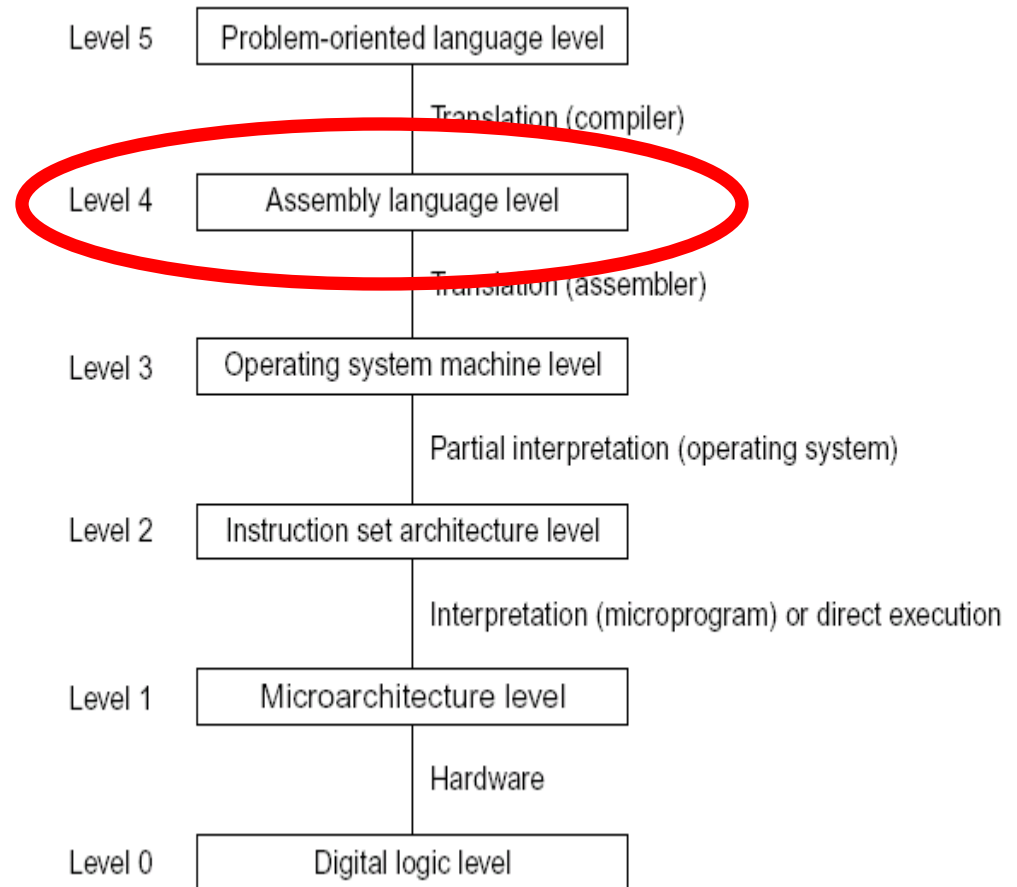 Level 5
Problem-oriented language level
Translation (compiler)
Level 4
Assembly language level
Translation (assembler)
Level 3
Operating system machine level
Partial interpretation (operating system)
Level 2
Instruction set architecture level
Interpretation (microprogram) or direct execution
Level 1
Microarchitecture level
Hardware
Level 0
Digital logic level